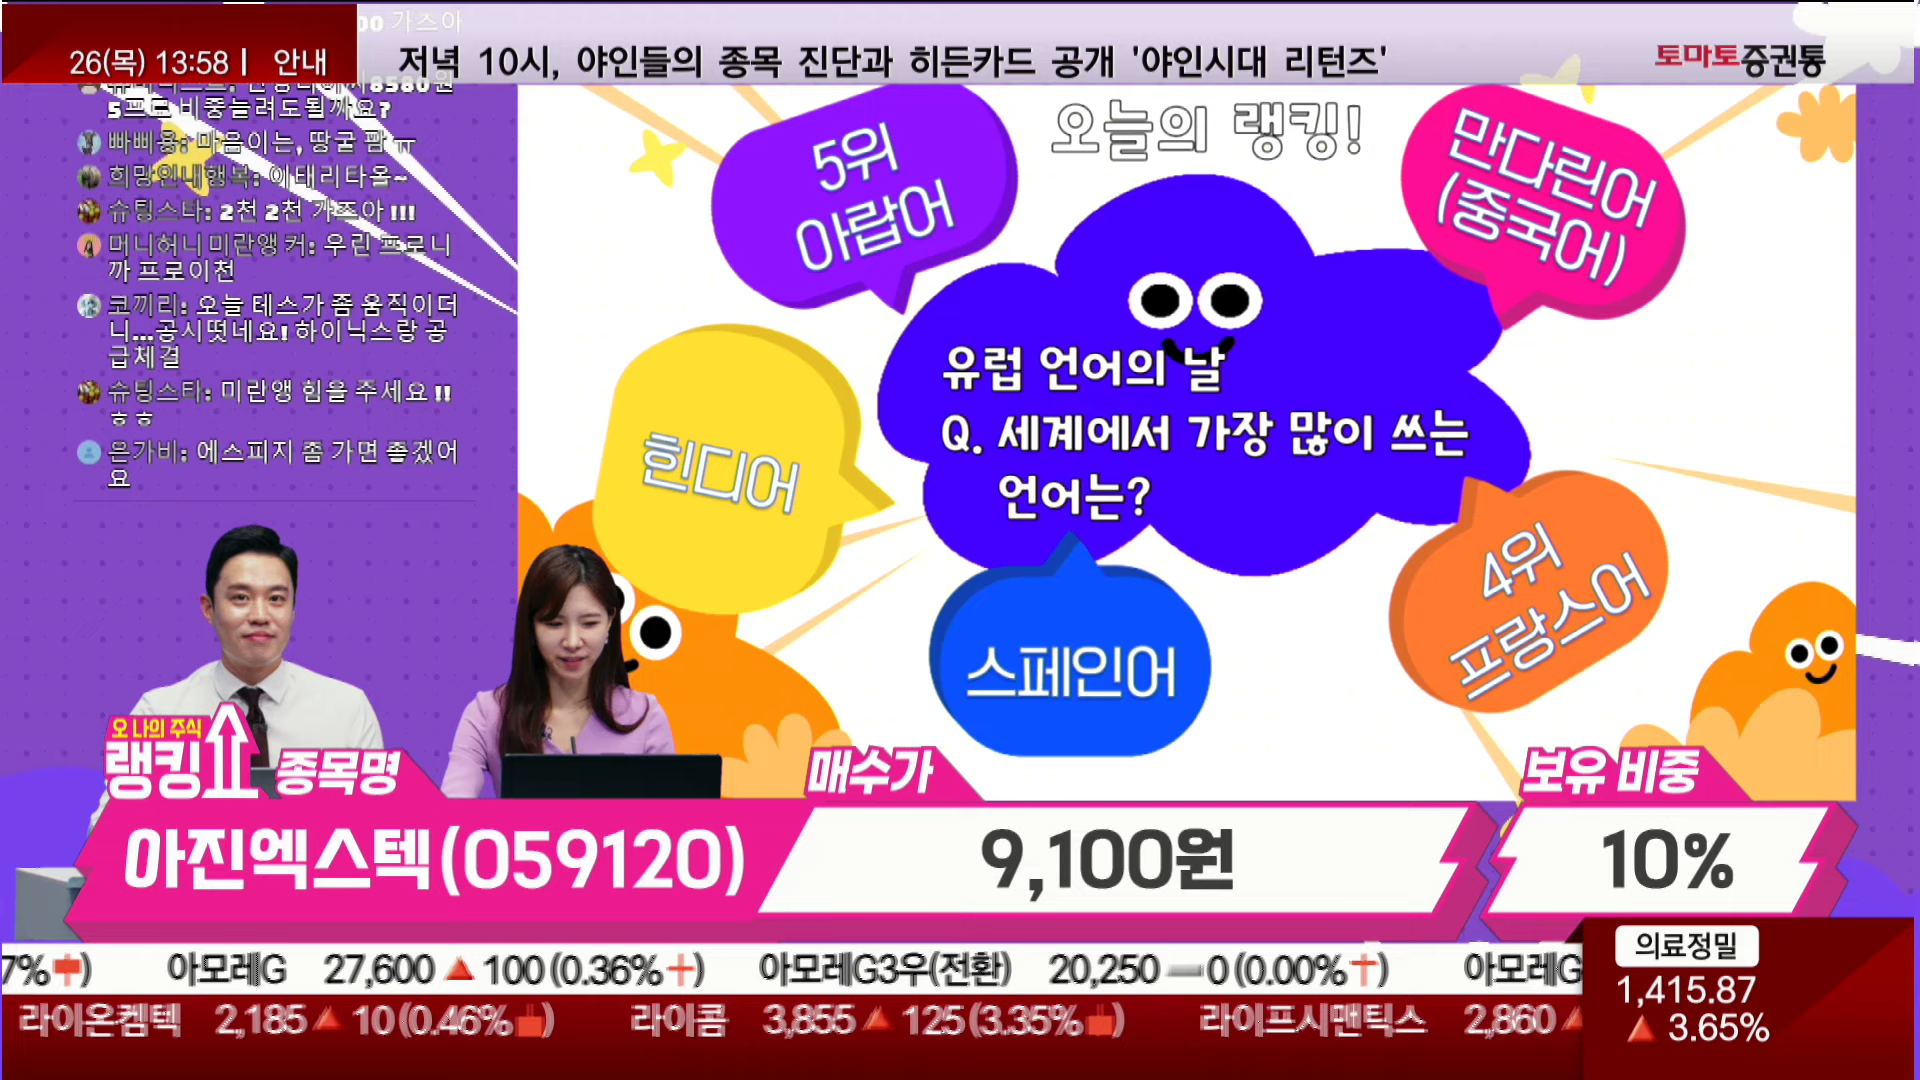 26(목) 13:58 | 안내
저녁 10시, 야인들의 종목 진단과 히든카드 공개 '야인시대 리턴즈'
토마토증권통
5프로 비중늘려도될까요?
빠삐용: 마음이는, 땅굴 팜 ㅠ
희망인내행복: 이태리타올~
슈팅스타: 2천 2천 가즈아 !!!
머니허니 미란앵커: 우린 프로니
까 프로이천
코끼리: 오늘 테스가 좀 움직이더
니...공시떳네요! 하이닉스랑 공
급체결
슈팅스타: 미란앵 힘을 주세요 !!
ㅎㅎ
은가비: 에스피지 좀 가면 좋겠어
요
오늘의 랭킹!
5위
아랍어
만다린어
(중국어)
유럽 언어의 날
Q. 세계에서 가장 많이 쓰는
언어는?
힌디어
스페인어
4위
프랑스어
오 나의 주식
랭킹쇼
종목명
매수가
보유 비중
아진엑스텍(059120)
9,100원
10%
7% ) 아모레G 27,600 ▲ 100 (0.36% ) 아모레G3우(전환) 20,250 0 (0.00% ) 아모레G
라이온켐텍 2,185 ▲ 10 (0.46% ) 라이콤 3,855 ▲ 125 (3.35% ) 라이프시맨틱스 2,860 ▲
의료정밀
1,415.87
▲ 3.65%